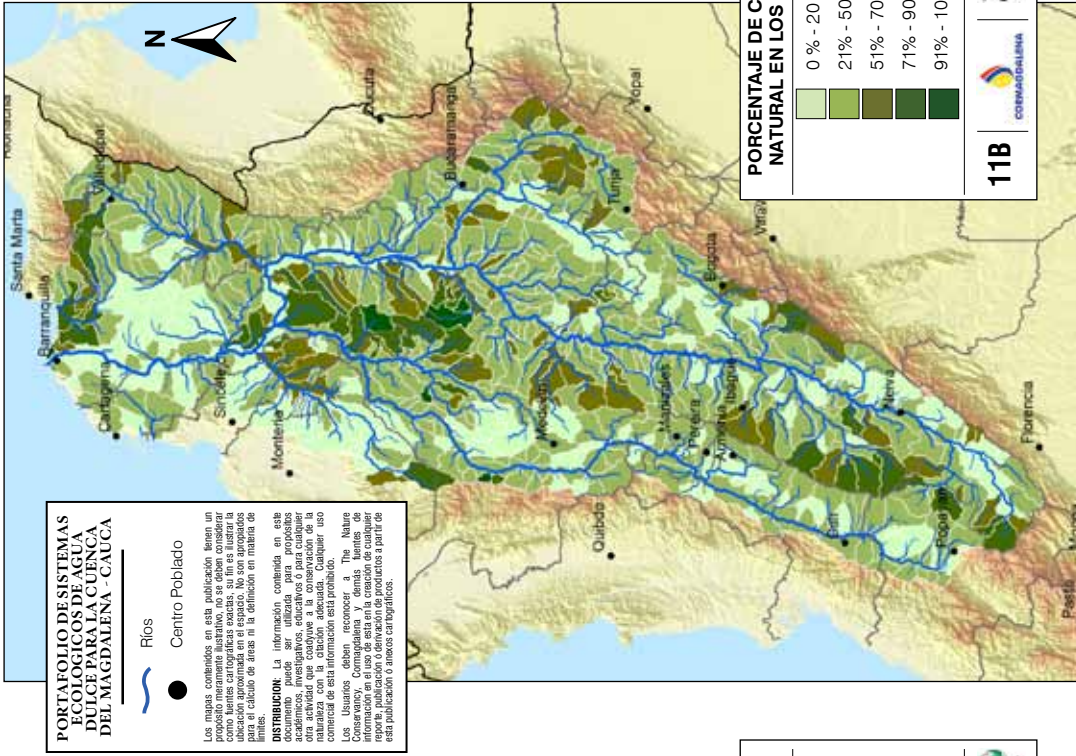 PORTAFOLIO DE SISTEMAS
ECOLOGICOS DE AGUA
DULCE PARA LA CUENCA
DEL MAGDALENA - CAUCA
Ríos
Centro Poblado
Los mapas contenidos en esta publicación tienen un
propósito meramente ilustrativo, no se deben considerar
como fuentes cartográficas exactas, su fin es ilustrar la
ubicación aproximada en el espacio. No son apropiados
para el cálculo de áreas ni la definición en materia de
límites.
DISTRIBUCION: La información contenida en este
documento puede ser utilizada para propósitos
académicos, investigativos, educativos ó para cualquier
otra actividad que coadyuve a la conservación de la
naturaleza con la citación adecuada. Cualquier uso
comercial de esta información está prohibido.
Los Usuarios deben reconocer a The Nature
Conservancy, Cormagdalena y demás fuentes de
información en el uso de esta en la creación de cualquier
reporte, publicación ó derivación de productos a partir de
esta publicación ó anexos cartográficos.
N
Santa Marta
Barranquilla
Cartagena
Valledupar
Sincelejo
Montería
Cúcuta
Bucaramanga
Medellín
Quibdó
Yopal
Tunja
Manizales
Pereira
Armenia
Ibagué
Bogotá
Cali
Neiva
Popayán
Florencia
Pasto
PORCENTAJE DE C
NATURAL EN LOS
0 % - 20
21% - 50
51% - 70
71% - 90
91% - 10
11B
CORMAGDALENA